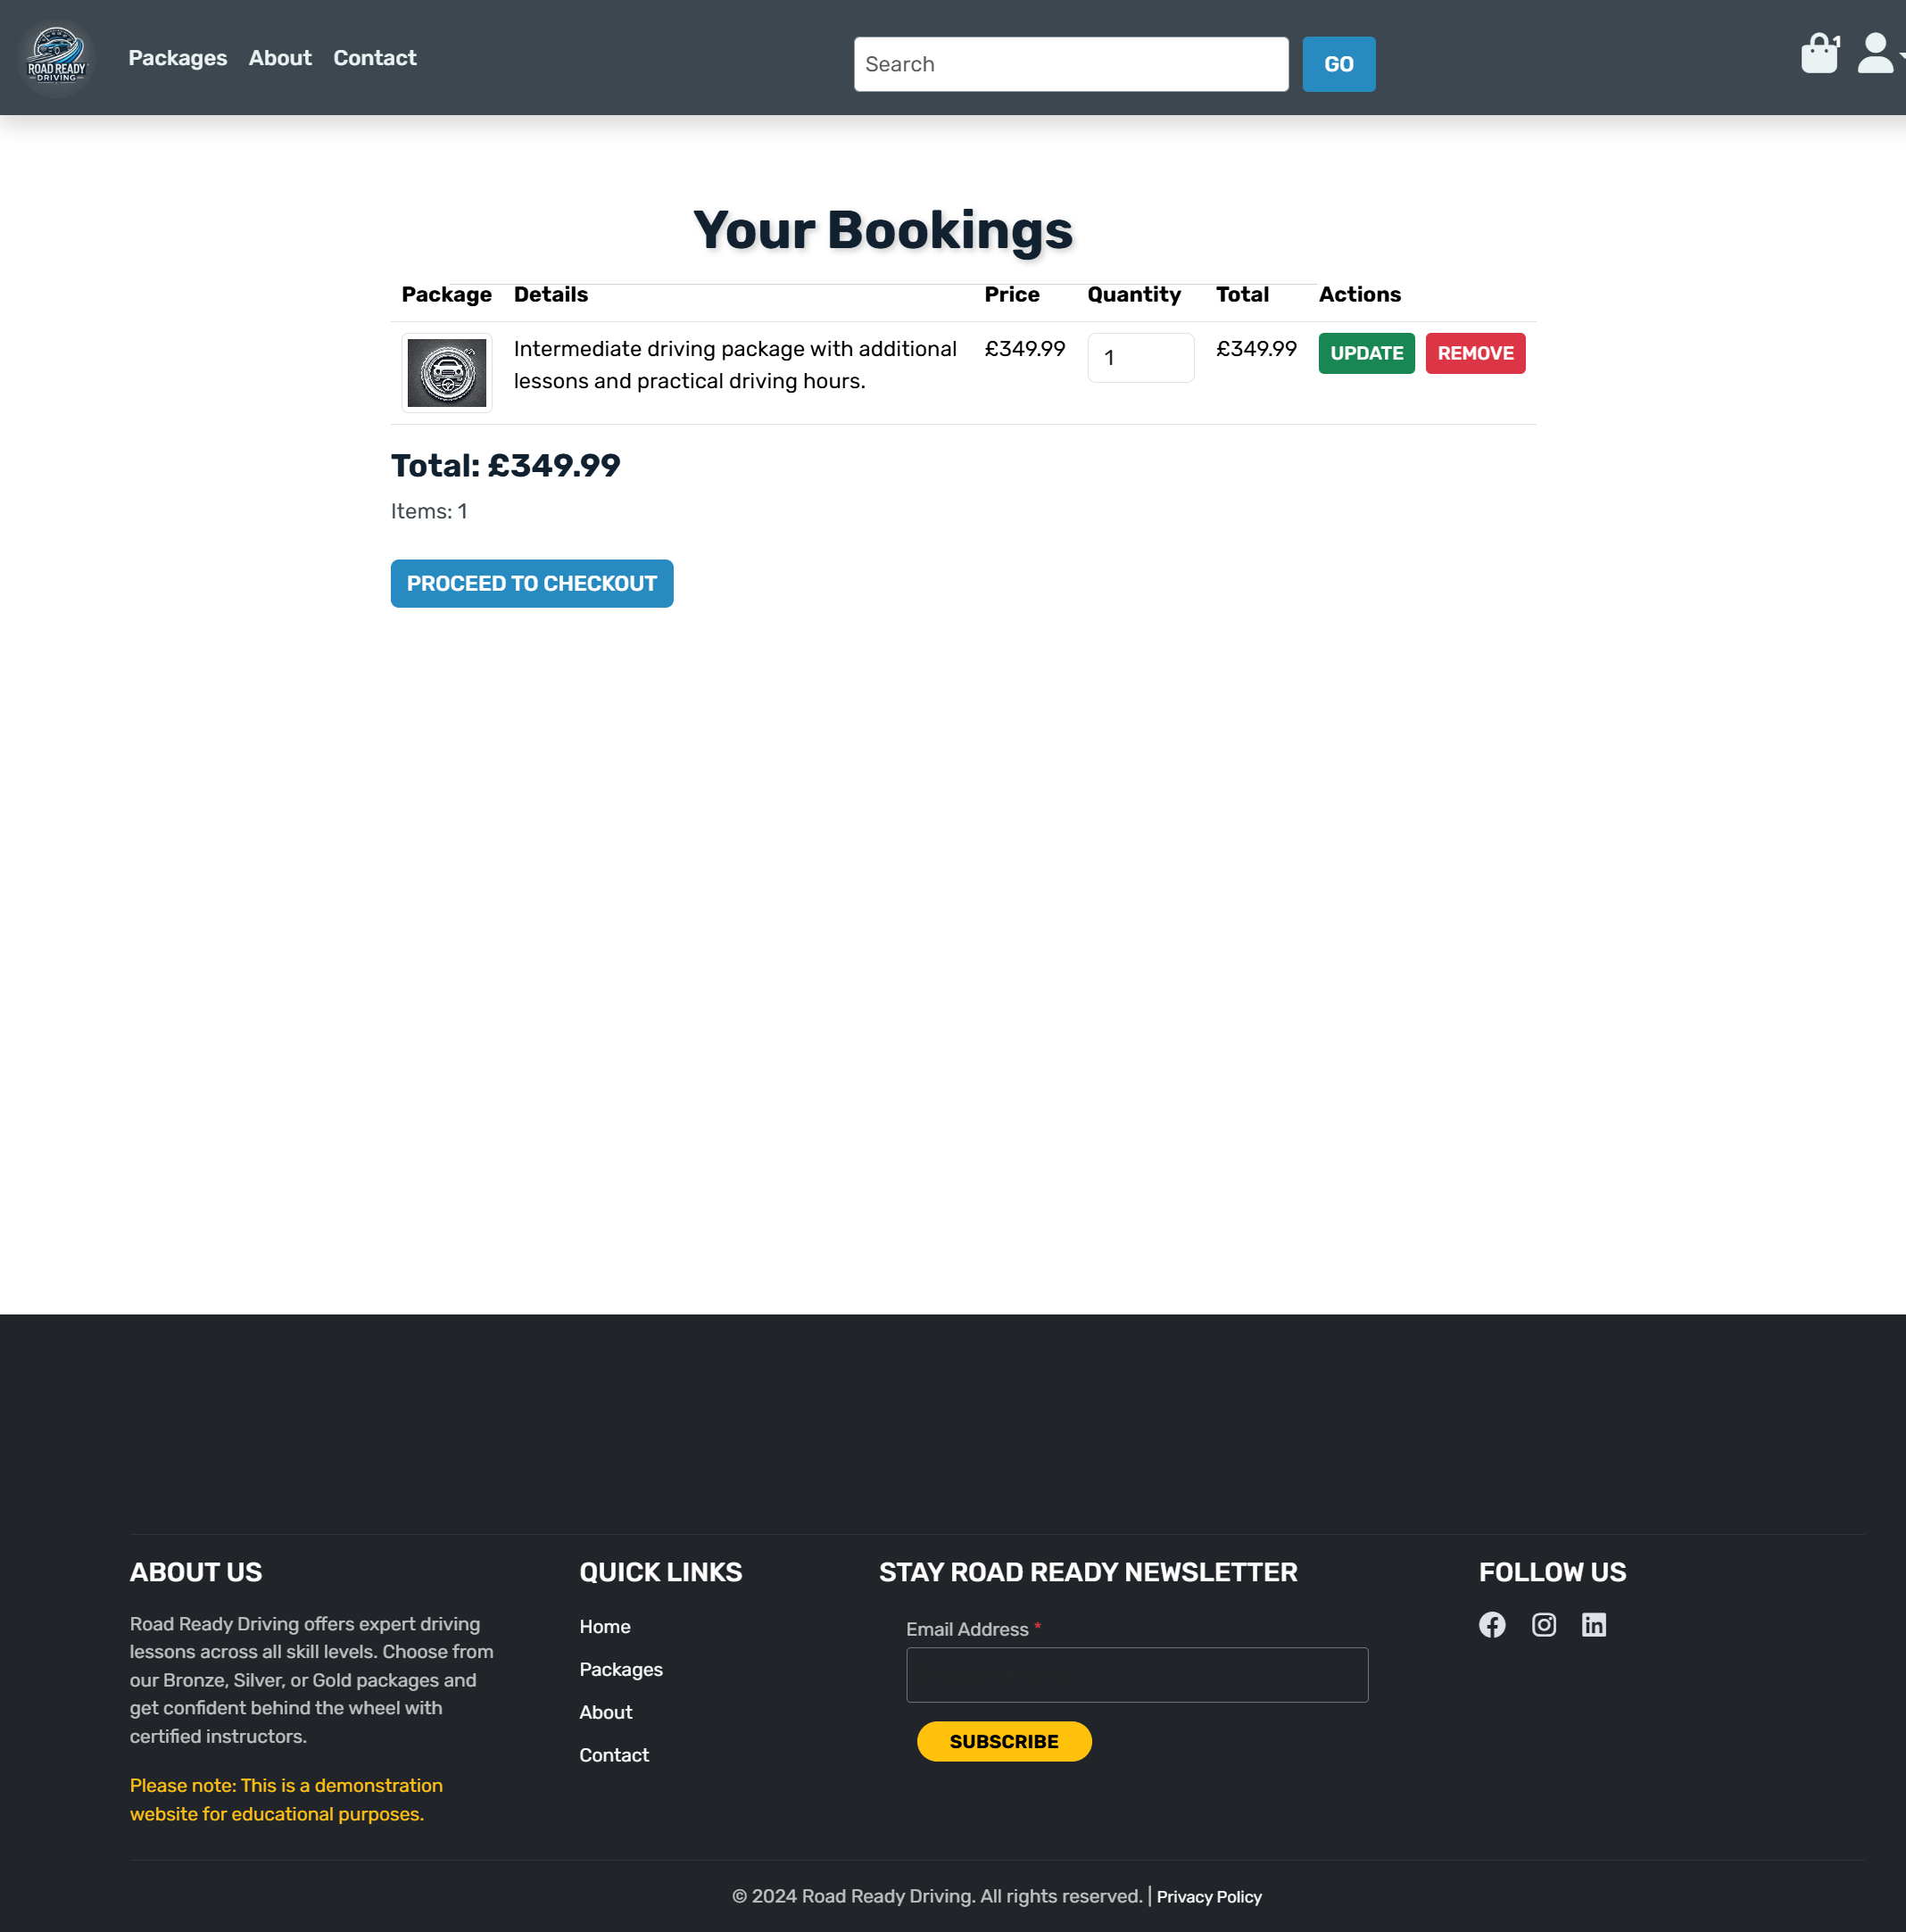 ROAD READY
DRIVING
Packages About Contact
Search
GO
1
Your Bookings
Package Details Price Quantity Total Actions
Intermediate driving package with additional
lessons and practical driving hours.
£349.99
1
£349.99
UPDATE
REMOVE
Total: £349.99
Items: 1
PROCEED TO CHECKOUT
ABOUT US
Road Ready Driving offers expert driving
lessons across all skill levels. Choose from
our Bronze, Silver, or Gold packages and
get confident behind the wheel with
certified instructors.
Please note: This is a demonstration
website for educational purposes.
QUICK LINKS
Home
Packages
About
Contact
STAY ROAD READY NEWSLETTER
Email Address *
SUBSCRIBE
FOLLOW US
© 2024 Road Ready Driving. All rights reserved. | Privacy Policy